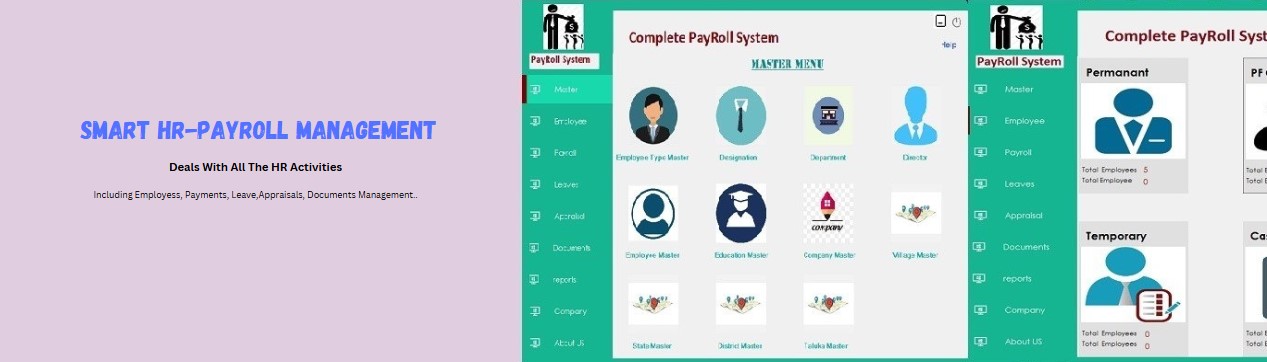 SMART HR-PAYROLL MANAGEMENT
Deals With All The HR Activities
Including Employess, Payments, Leave,Appraisals, Documents Management..
PayRoll System
Master
Employee
Payroll
Leaves
Appraisal
Documents
reports
Company
About US
Complete PayRoll System
Help
MASTER MENU
Employee Type Master
Designation
Department
Director
company
Employee Master
Education Master
Company Master
Village Master
State Master
District Master
Taluka Master
PayRoll System
Master
Employee
Payroll
Leaves
Appraisal
Documents
reports
Company
About US
Complete PayRoll Syst
Permanant
Total Employees 5
Total Employee 0
PF
Total E
Total E
Temporary
Total Employees 0
Total Employees 0
Cas
Total E
Total E